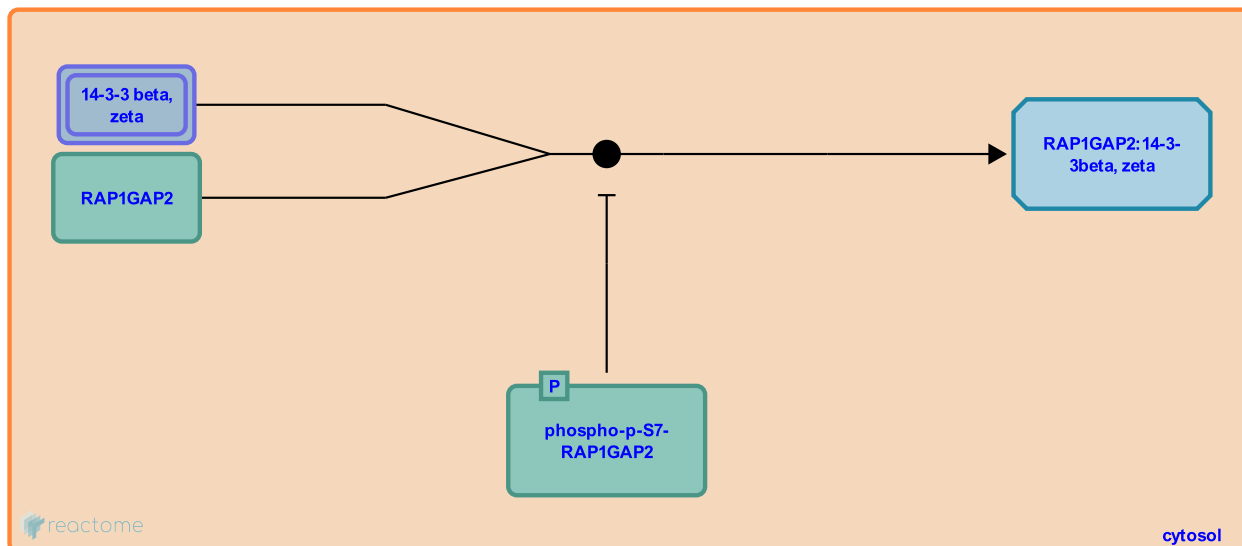 14-3-3 beta,
zeta
RAP1GAP2
RAP1GAP2:14-3-
3beta, zeta
P
phospho-p-S7-
RAP1GAP2
reactome
cytosol